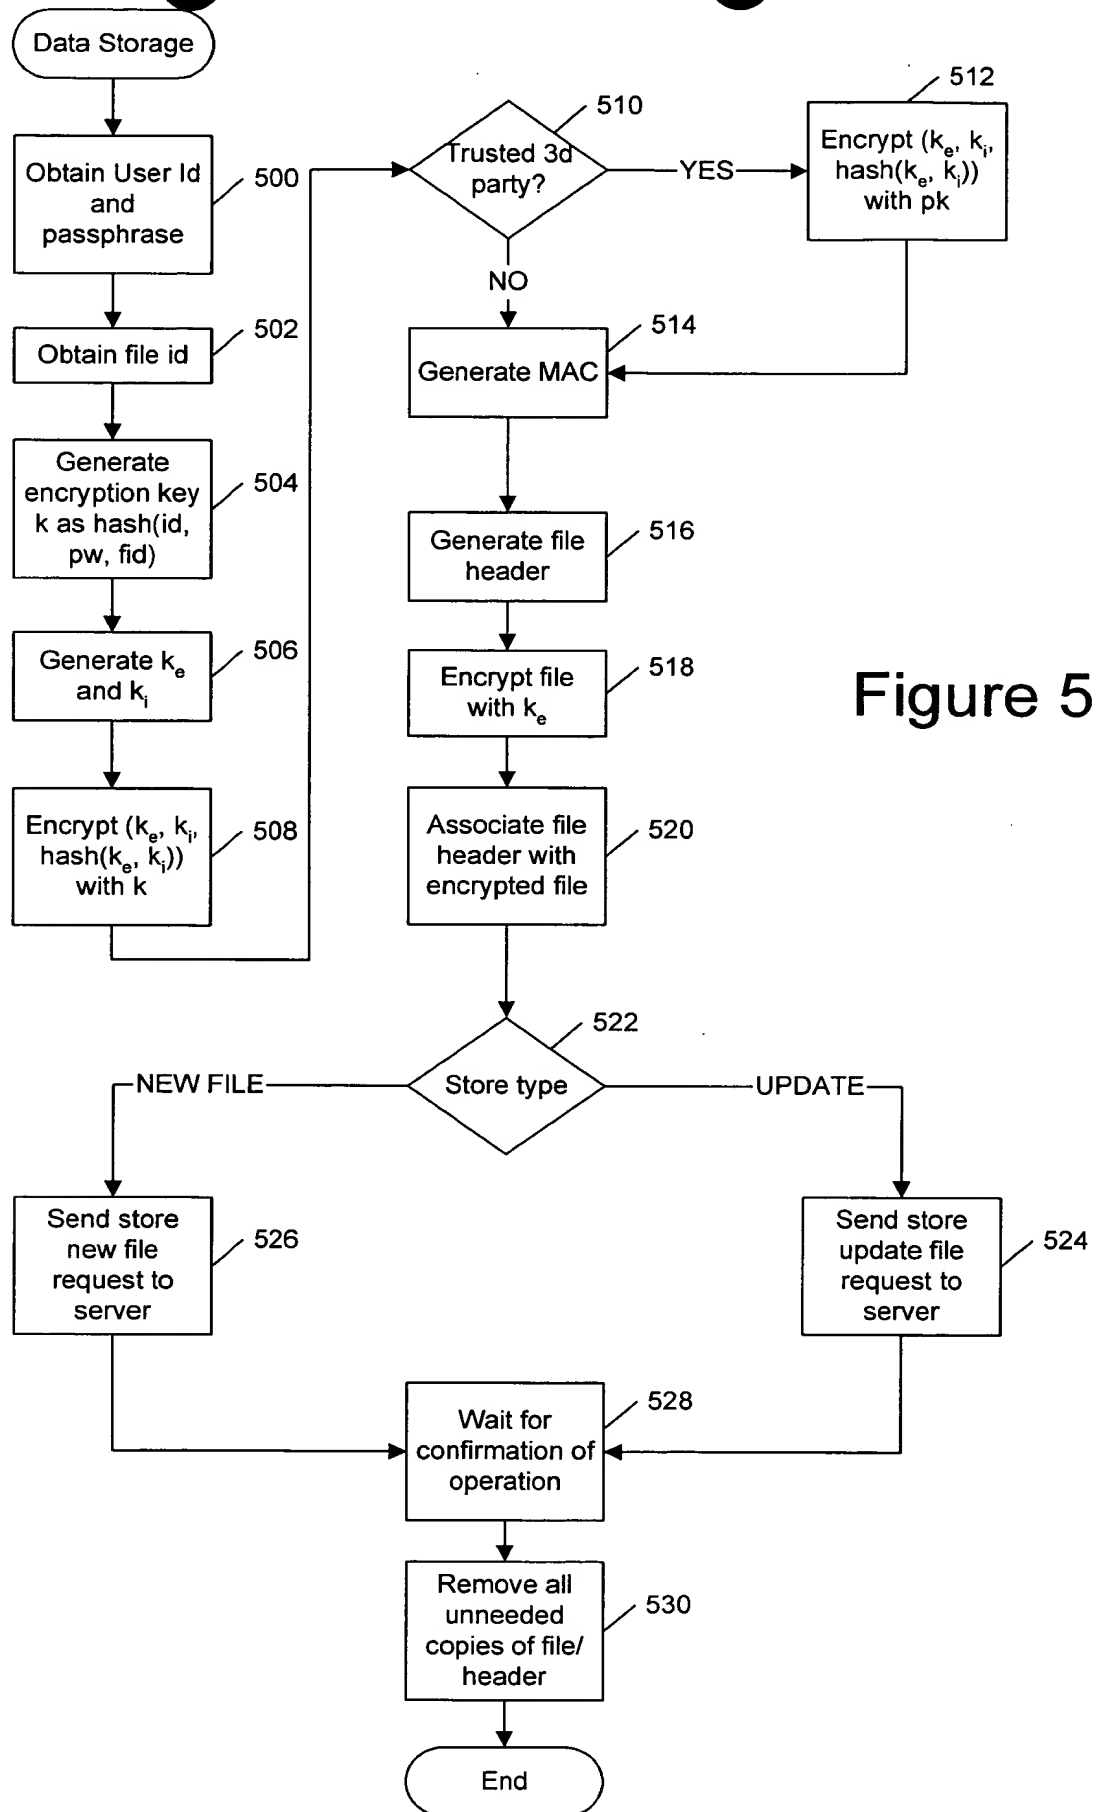 Data Storage
Obtain User Id
and
passphrase
500
Obtain file id
502
Generate
encryption key
k as hash(id,
pw, fid)
504
Generate kₑ
and kᵢ
506
Encrypt (kₑ, kᵢ,
hash(kₑ, kᵢ))
with k
508
Trusted 3d
party?
510
YES
NO
Encrypt (kₑ, kᵢ,
hash(kₑ, kᵢ))
with pk
512
Generate MAC
514
Generate file
header
516
Encrypt file
with kₑ
518
Associate file
header with
encrypted file
520
Figure 5
Store type
522
NEW FILE
UPDATE
Send store
new file
request to
server
526
Send store
update file
request to
server
524
Wait for
confirmation of
operation
528
Remove all
unneeded
copies of file/
header
530
End